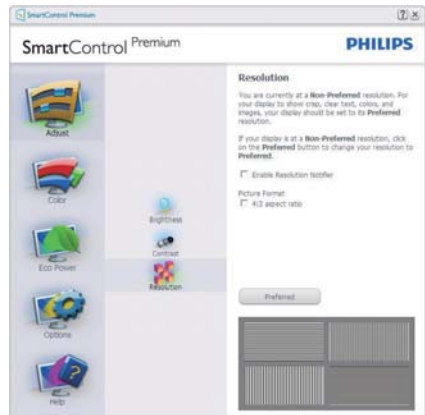 SmartControl Premium
SmartControl Premium
PHILIPS
Adjust
Color
Eco Power
Options
Help
Brightness
Contrast
Resolution
Resolution
You are currently at a Non-Preferred resolution. For
your display to show crisp, clear text, colors, and
images, your display should be set to its Preferred
resolution.
If your display is at a Non-Preferred resolution, click
on the Preferred button to change your resolution to
Preferred.
Enable Resolution Notifier
Picture Format
4:3 aspect ratio
Preferred